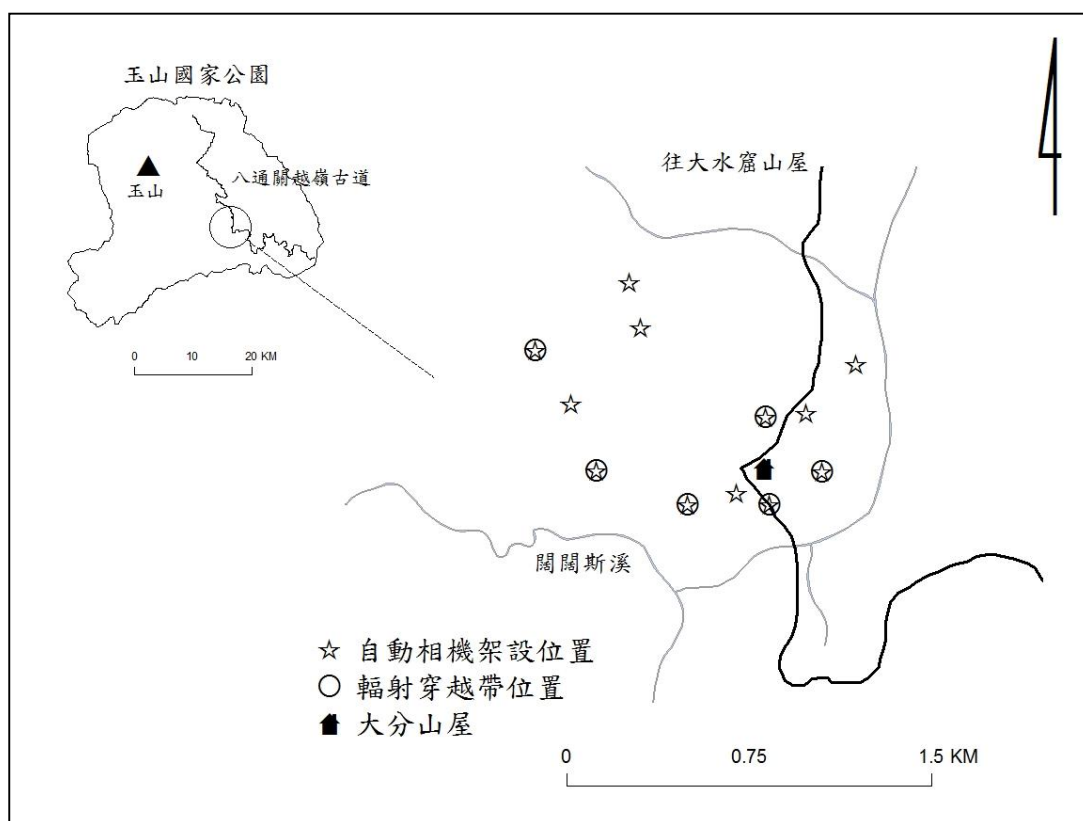 玉山國家公園
八通關越嶺古道
玉山
0 10 20 KM
往大水窟山屋
闊闊斯溪
自動相機架設位置
輻射穿越帶位置
大分山屋
0 0.75 1.5 KM